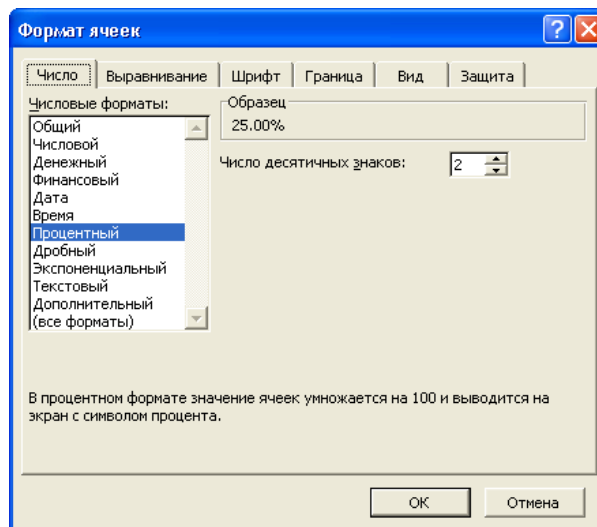 Формат ячеек
Число Выравнивание Шрифт Граница Вид Защита
Числовые форматы:
Общий
Числовой
Денежный
Финансовый
Дата
Время
Процентный
Дробный
Экспоненциальный
Текстовый
Дополнительный
(все форматы)
Образец
25.00%
Число десятичных знаков: 2
В процентном формате значение ячеек умножается на 100 и выводится на
экран с символом процента.
ОК Отмена